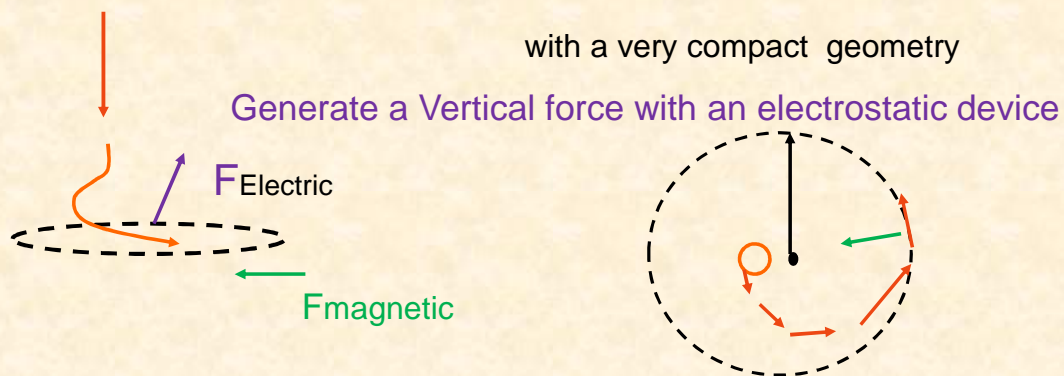 with a very compact geometry
Generate a Vertical force with an electrostatic device
FElectric
Fmagnetic